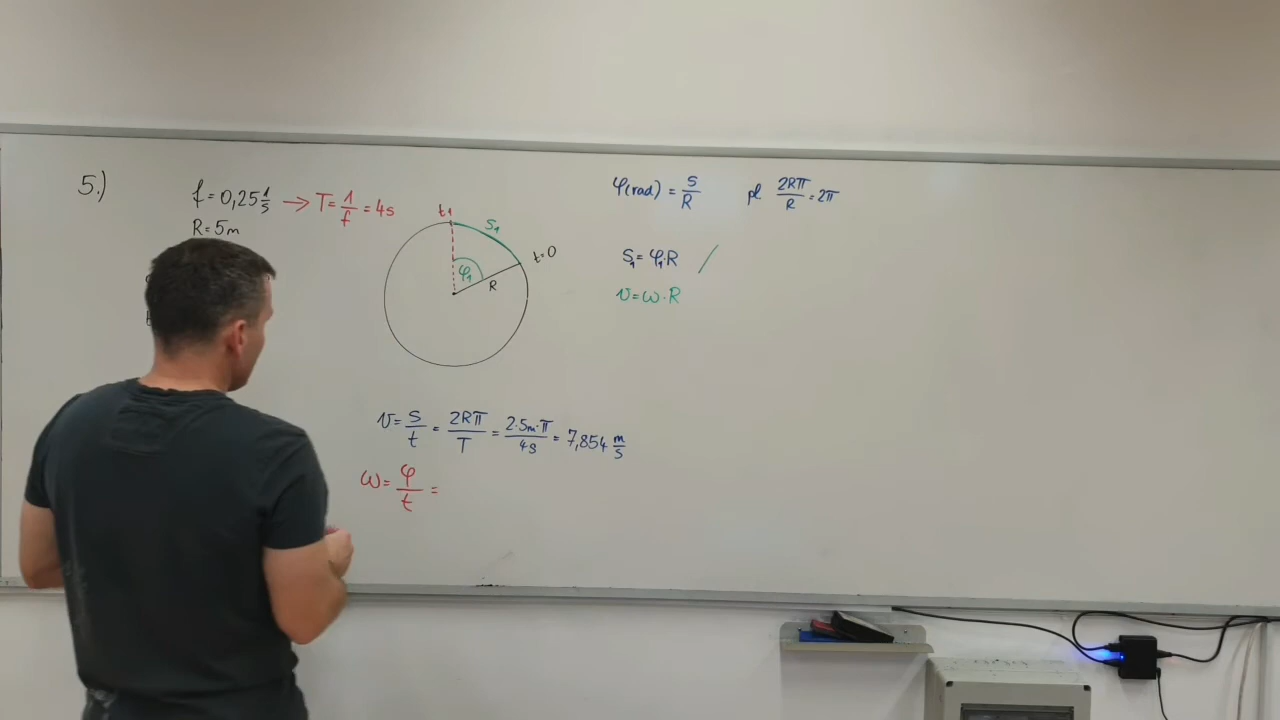 5.)
f = 0,25 1/s → T = 1/f = 4s
R = 5m
t₁
S₁
t=0
φ₁
R
φ(rad) = S/R pl 2Rπ/R = 2π
S₁ = φ₁·R /
v = ω·R
v = s/t = 2Rπ/T = 2·5m·π/4s = 7,854 m/s
ω = φ/t =